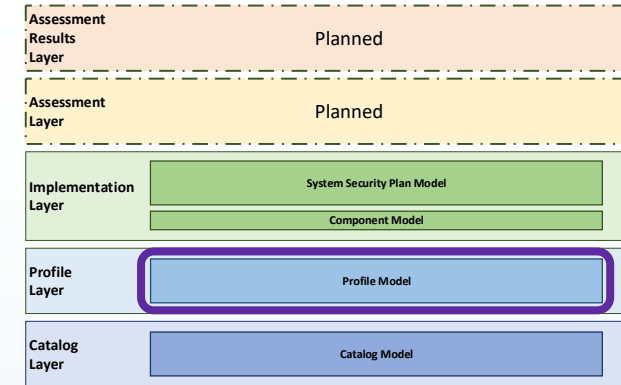 Assessment
Results
Layer
Planned
Assessment
Layer
Planned
Implementation
Layer
System Security Plan Model
Component Model
Profile
Layer
Profile Model
Catalog
Layer
Catalog Model